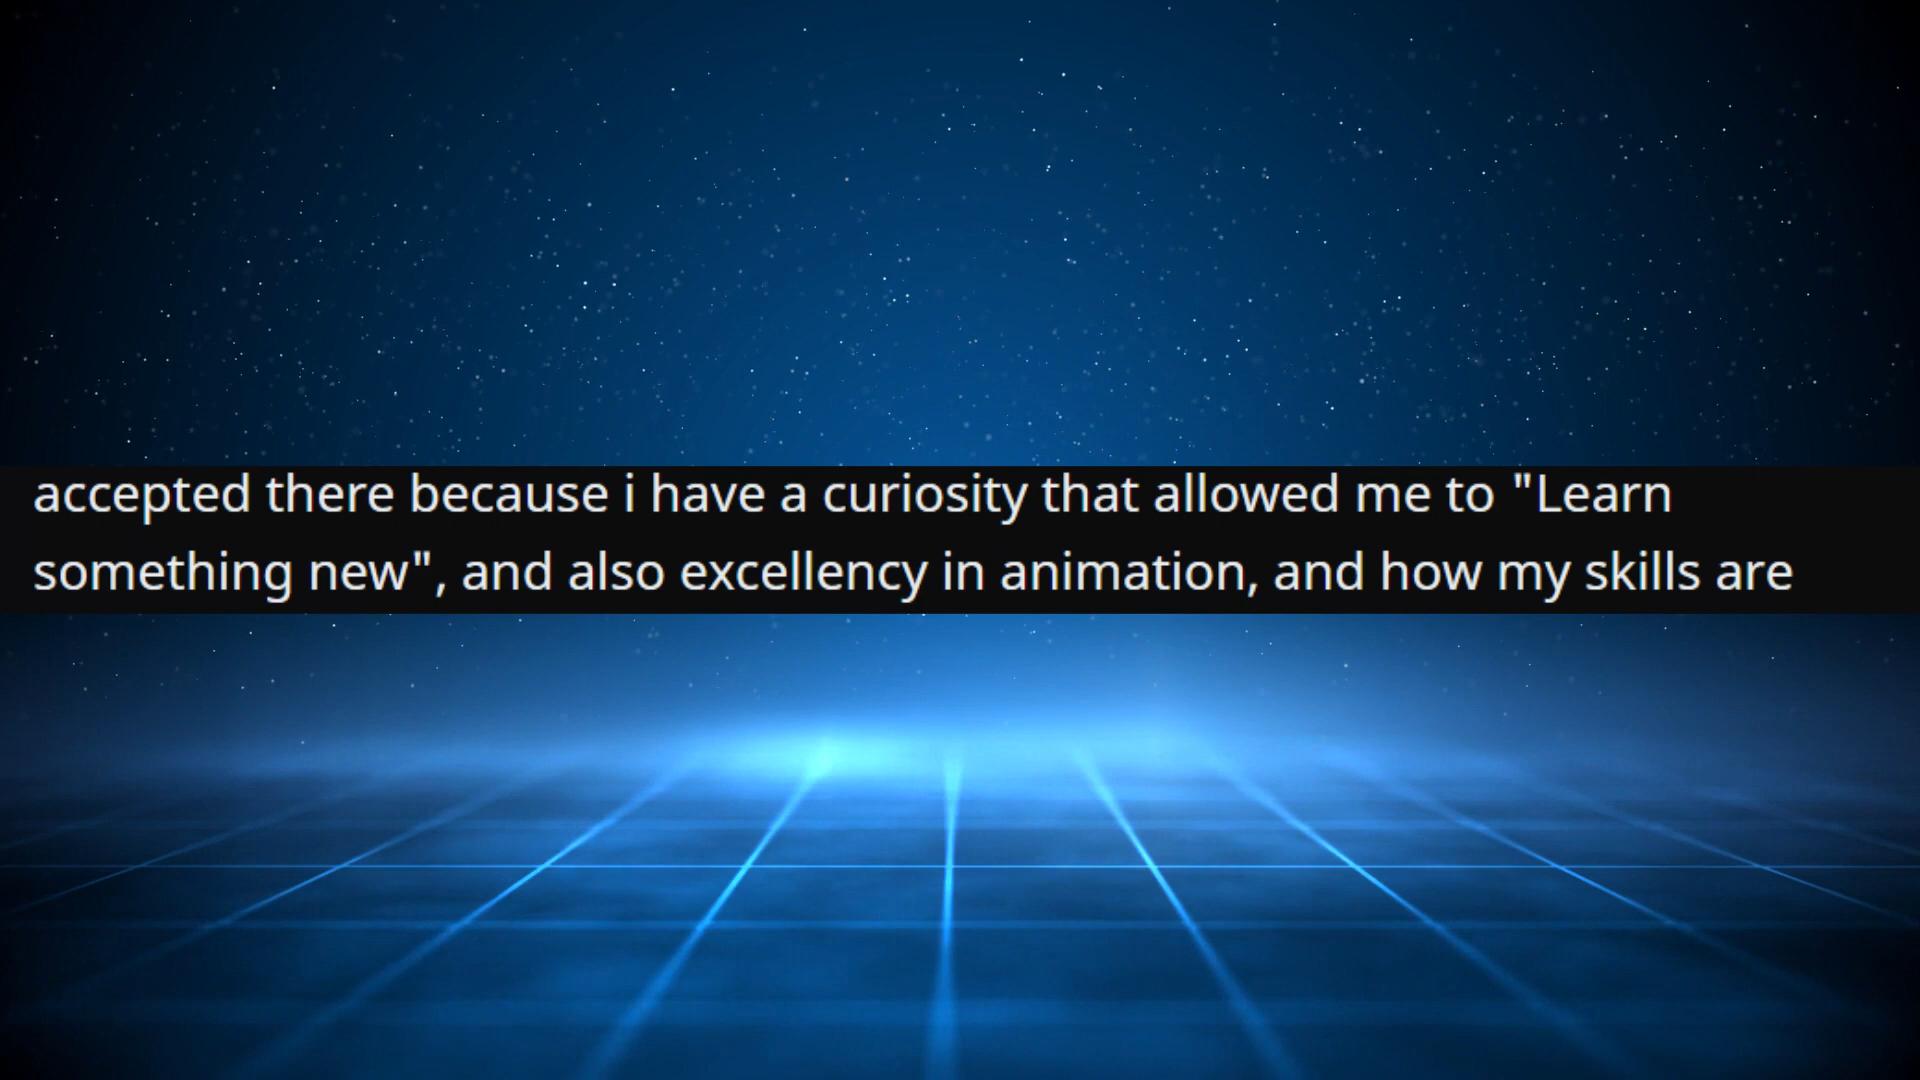 accepted there because i have a curiosity that allowed me to "Learn
something new", and also excellency in animation, and how my skills are